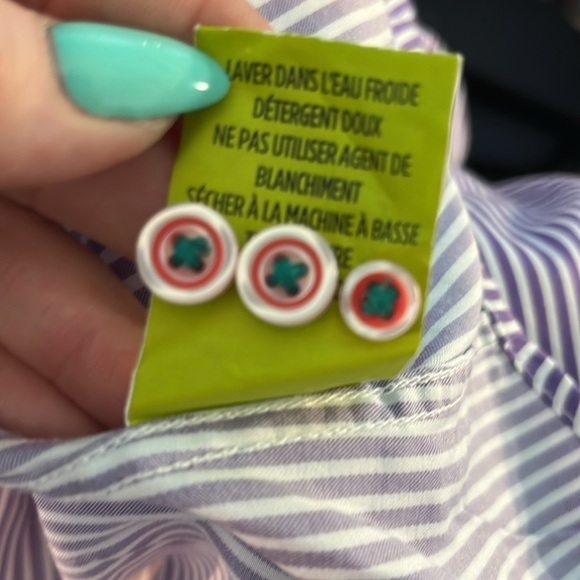 LAVER DANS L'EAU FROIDE
DÉTERGENT DOUX
NE PAS UTILISER AGENT DE
BLANCHIMENT
SÉCHER À LA MACHINE À BASSE